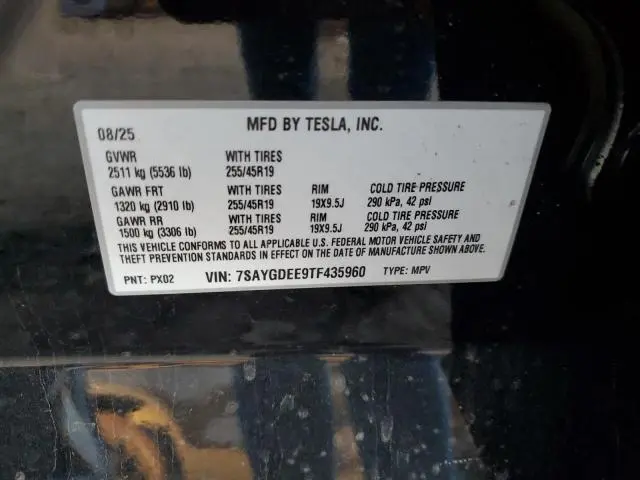 08/25 MFD BY TESLA, INC.
GVWR WITH TIRES
2511 kg (5536 lb) 255/45R19
GAWR FRT WITH TIRES RIM COLD TIRE PRESSURE
1320 kg (2910 lb) 255/45R19 19X9.5J 290 kPa, 42 psi
GAWR RR WITH TIRES RIM COLD TIRE PRESSURE
1500 kg (3306 lb) 255/45R19 19X9.5J 290 kPa, 42 psi
THIS VEHICLE CONFORMS TO ALL APPLICABLE U.S. FEDERAL MOTOR VEHICLE SAFETY AND
THEFT PREVENTION STANDARDS IN EFFECT ON THE DATE OF MANUFACTURE SHOWN ABOVE.
PNT: PX02 VIN: 7SAYGDEE9TF435960 TYPE: MPV